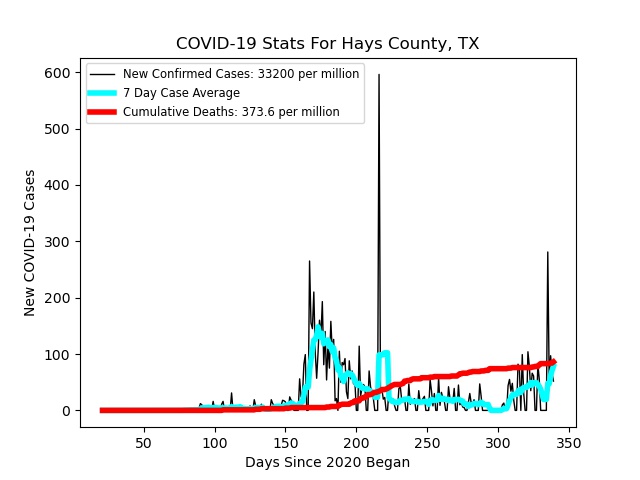 COVID-19 Stats For Hays County, TX
New Confirmed Cases: 33200 per million
7 Day Case Average
Cumulative Deaths: 373.6 per million
New COVID-19 Cases
600
500
400
300
200
100
0
50 100 150 200 250 300 350
Days Since 2020 Began